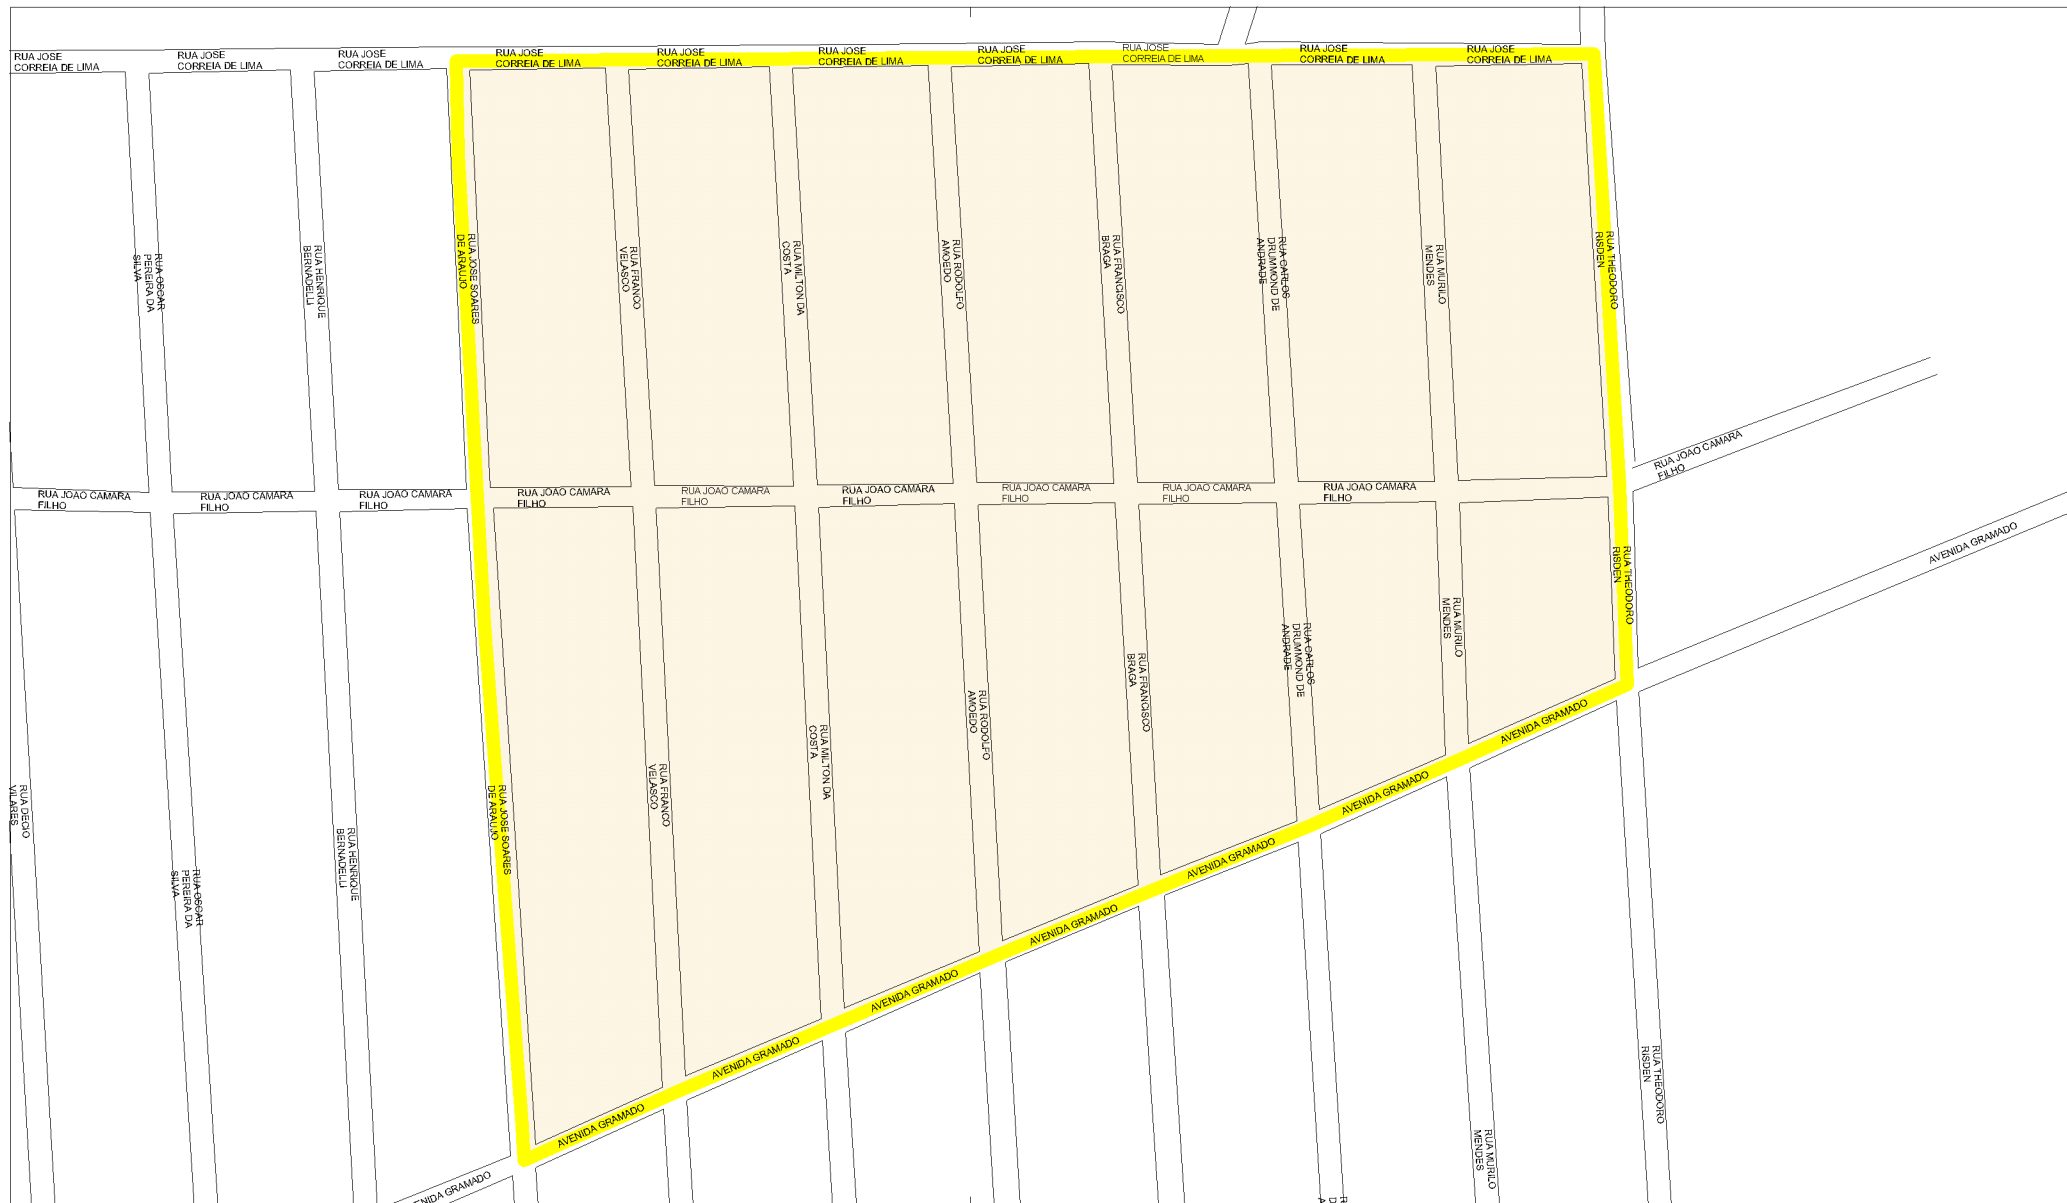 RUA JOSE
CORREIA DE LIMA
RUA JOSE
CORREIA DE LIMA
RUA JOSE
CORREIA DE LIMA
RUA JOSE
CORREIA DE LIMA
RUA JOSE
CORREIA DE LIMA
RUA JOSE
CORREIA DE LIMA
RUA JOSE
CORREIA DE LIMA
RUA JOSE
CORREIA DE LIMA
RUA JOSE
CORREIA DE LIMA
RUA JOSE
CORREIA DE LIMA
RUA OSCAR
PEREIRA DA
SILVA
RUA HENRIQUE
BERNADELLI
RUA JOSE SOARES
DE ARAUJO
RUA FRANCO
VELASCO
RUA MILTON DA
COSTA
RUA RODOLFO
AMOEDO
RUA FRANCISCO
BRAGA
RUA CARLOS
DRUMMOND DE
ANDRADE
RUA MURILO
MENDES
RUA THEODORO
RISDEN
RUA JOAO CAMARA
FILHO
RUA JOAO CAMARA
FILHO
RUA JOAO CAMARA
FILHO
RUA JOAO CAMARA
FILHO
RUA JOAO CAMARA
FILHO
RUA JOAO CAMARA
FILHO
RUA JOAO CAMARA
FILHO
RUA JOAO CAMARA
FILHO
RUA JOAO CAMARA
FILHO
RUA JOAO CAMARA
FILHO
AVENIDA GRAMADO
RUA DECIO
VILARES
RUA OSCAR
PEREIRA DA
SILVA
RUA HENRIQUE
BERNADELLI
RUA JOSE SOARES
DE ARAUJO
RUA FRANCO
VELASCO
RUA MILTON DA
COSTA
RUA RODOLFO
AMOEDO
RUA FRANCISCO
BRAGA
RUA CARLOS
DRUMMOND DE
ANDRADE
RUA MURILO
MENDES
RUA THEODORO
RISDEN
AVENIDA GRAMADO
AVENIDA GRAMADO
AVENIDA GRAMADO
AVENIDA GRAMADO
AVENIDA GRAMADO
AVENIDA GRAMADO
AVENIDA GRAMADO
ENIDA GRAMADO
RUA MURILO
MENDES
RUA THEODORO
RISDEN